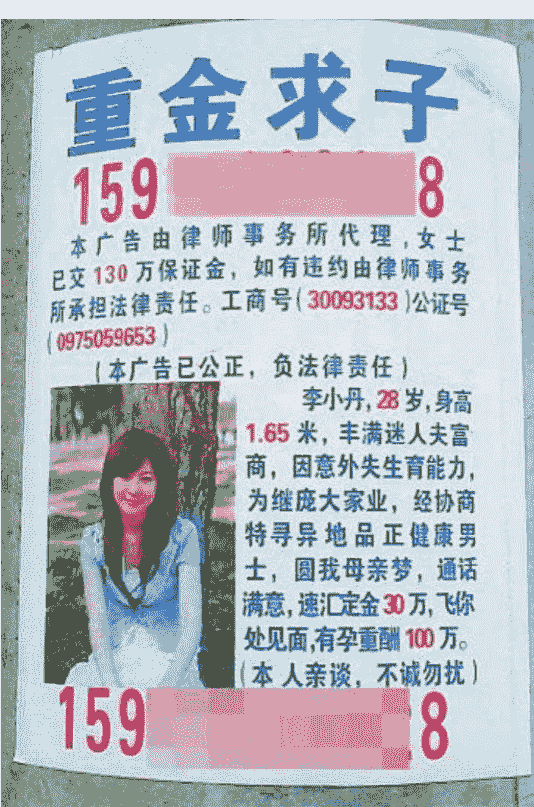 重金求子
159 8
本广告由律师事务所代理,女士
已交130万保证金，如有违约由律师事务
所承担法律责任。工商号(30093133)公证号
(0975059653)
(本广告已公正，负法律责任)
李小丹,28岁,身高
1.65米，丰满迷人夫富
商，因意外失生育能力，
为继庞大家业，经协商
特寻异地品正健康男
士，圆我母亲梦，通话
满意,速汇定金30万,飞你
处见面,有孕重酬100万。
(本人亲谈，不诚勿扰)
159 8